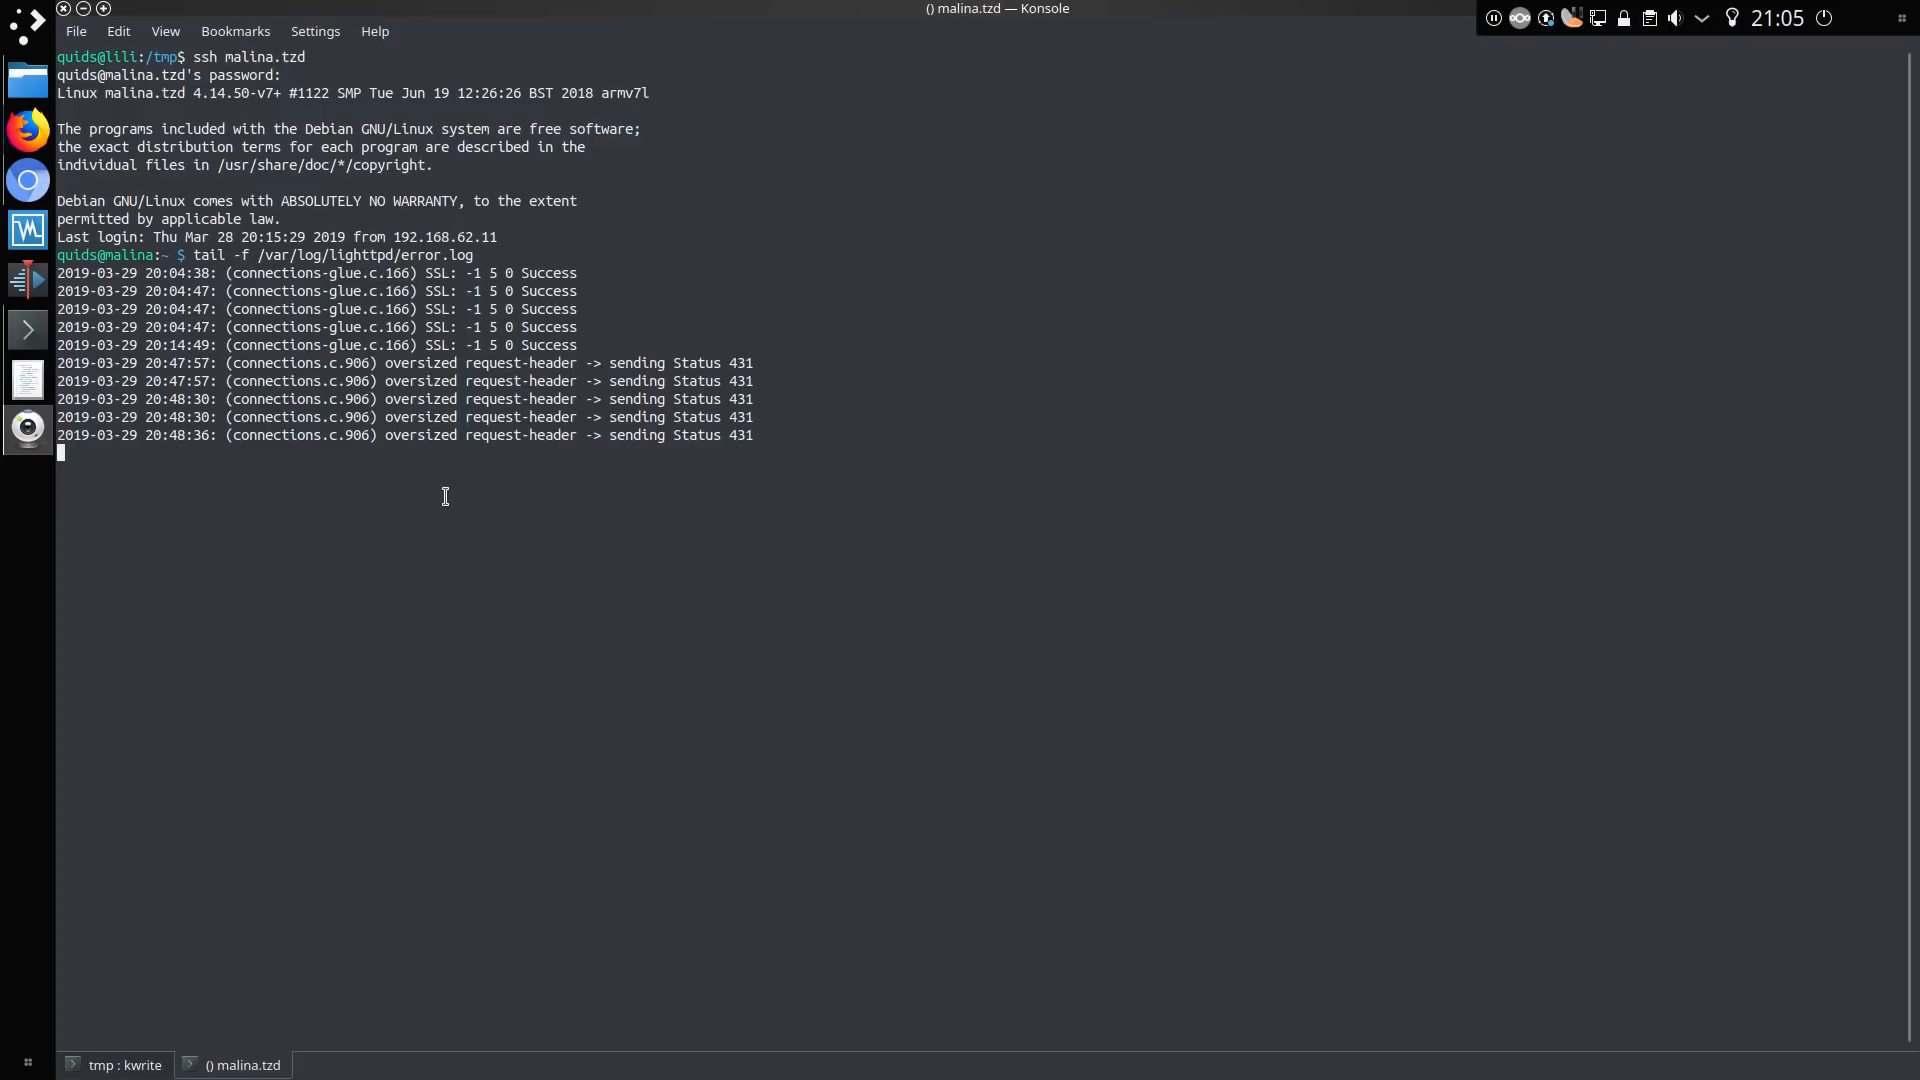 () malina.tzd — Konsole
21:05
File Edit View Bookmarks Settings Help
quids@lili:/tmp$ ssh malina.tzd
quids@malina.tzd's password:
Linux malina.tzd 4.14.50-v7+ #1122 SMP Tue Jun 19 12:26:26 BST 2018 armv7l
The programs included with the Debian GNU/Linux system are free software;
the exact distribution terms for each program are described in the
individual files in /usr/share/doc/*/copyright.
Debian GNU/Linux comes with ABSOLUTELY NO WARRANTY, to the extent
permitted by applicable law.
Last login: Thu Mar 28 20:15:29 2019 from 192.168.62.11
quids@malina:~ $ tail -f /var/log/lighttpd/error.log
2019-03-29 20:04:38: (connections-glue.c.166) SSL: -1 5 0 Success
2019-03-29 20:04:47: (connections-glue.c.166) SSL: -1 5 0 Success
2019-03-29 20:04:47: (connections-glue.c.166) SSL: -1 5 0 Success
2019-03-29 20:04:47: (connections-glue.c.166) SSL: -1 5 0 Success
2019-03-29 20:14:49: (connections-glue.c.166) SSL: -1 5 0 Success
2019-03-29 20:47:57: (connections.c.906) oversized request-header -> sending Status 431
2019-03-29 20:47:57: (connections.c.906) oversized request-header -> sending Status 431
2019-03-29 20:48:30: (connections.c.906) oversized request-header -> sending Status 431
2019-03-29 20:48:30: (connections.c.906) oversized request-header -> sending Status 431
2019-03-29 20:48:36: (connections.c.906) oversized request-header -> sending Status 431
tmp : kwrite
() malina.tzd